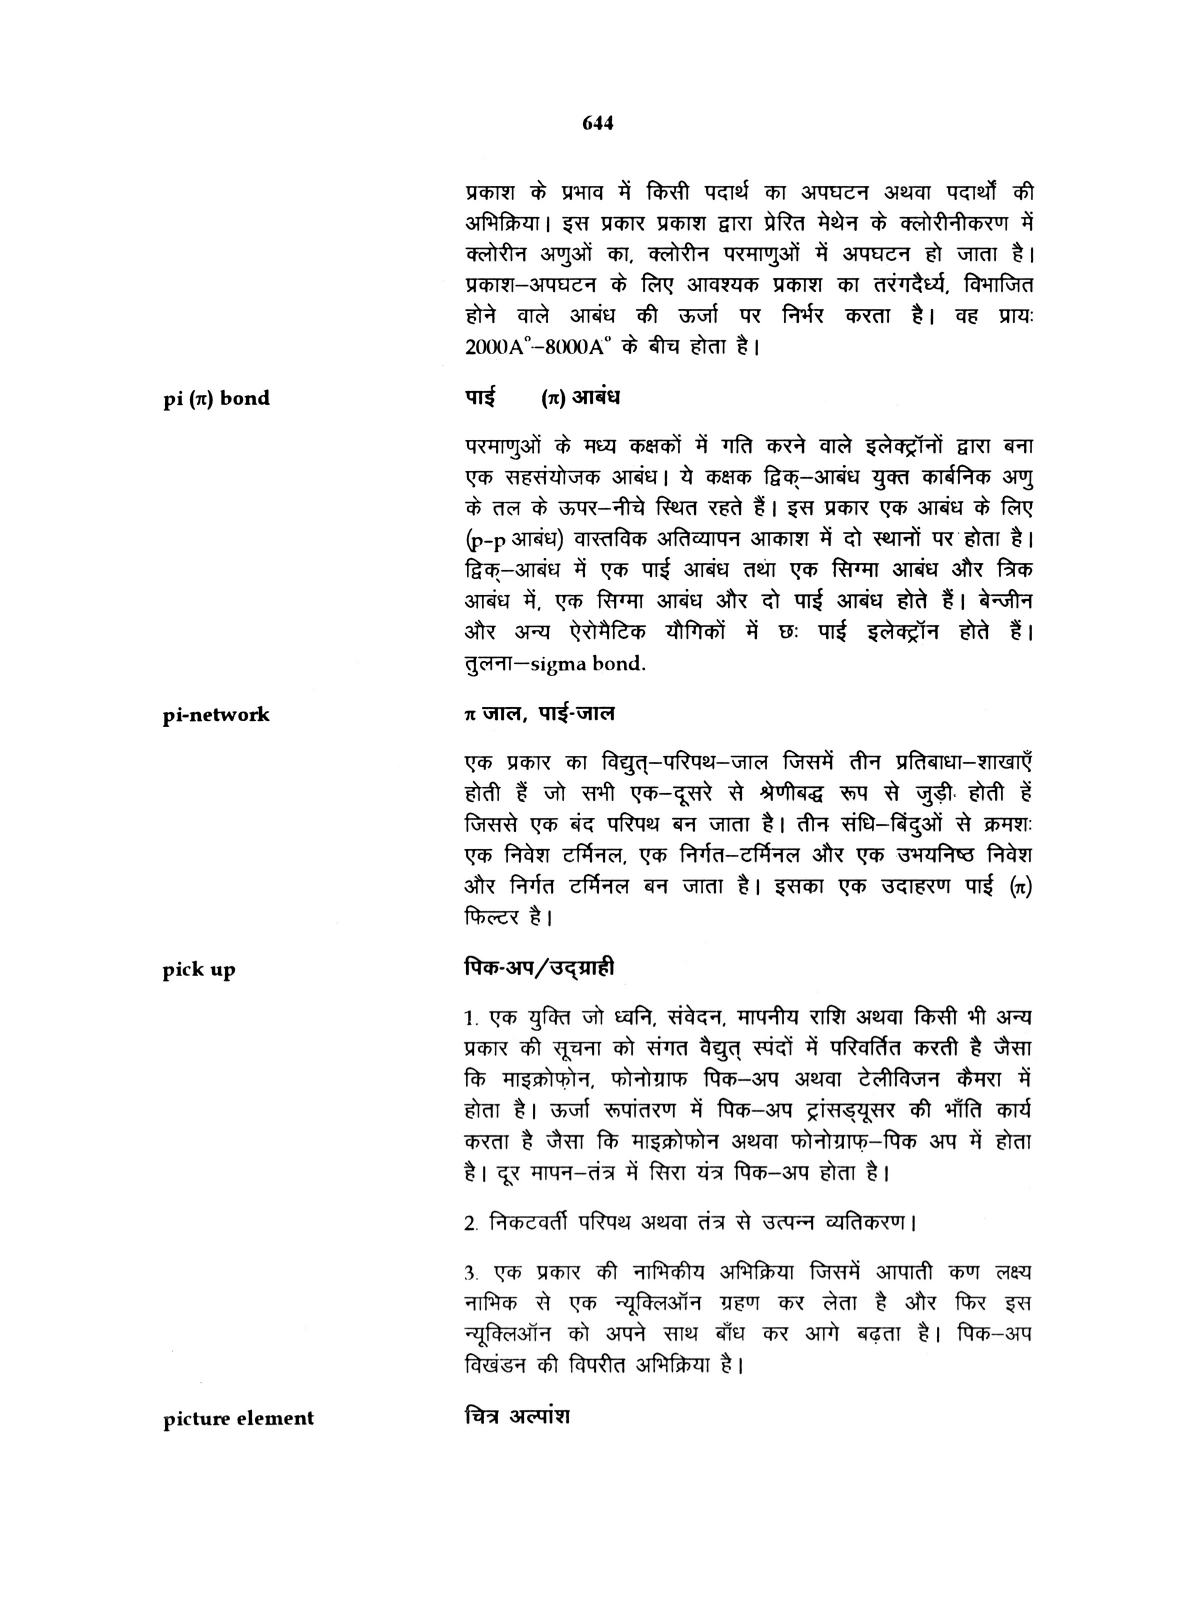 644
प्रकाश के प्रभाव में किसी पदार्थ का अपघटन अथवा पदार्थों की
अभिक्रिया। इस प्रकार प्रकाश द्वारा प्रेरित मेथेन के क्लोरीनीकरण में
क्लोरीन अणुओं का, क्लोरीन परमाणुओं में अपघटन हो जाता है।
प्रकाश–अपघटन के लिए आवश्यक प्रकाश का तरंगदैर्ध्य, विभाजित
होने वाले आबंध की ऊर्जा पर निर्भर करता है। वह प्रायः
2000A°–8000A° के बीच होता है।
pi (π) bond पाई (π) आबंध
परमाणुओं के मध्य कक्षकों में गति करने वाले इलेक्ट्रॉनों द्वारा बना
एक सहसंयोजक आबंध। ये कक्षक द्विक्–आबंध युक्त कार्बनिक अणु
के तल के ऊपर–नीचे स्थित रहते हैं। इस प्रकार एक आबंध के लिए
(p-p आबंध) वास्तविक अतिव्यापन आकाश में दो स्थानों पर होता है।
द्विक्–आबंध में एक पाई आबंध तथा एक सिग्मा आबंध और त्रिक
आबंध में, एक सिग्मा आबंध और दो पाई आबंध होते हैं। बेन्जीन
और अन्य ऐरोमैटिक यौगिकों में छः पाई इलेक्ट्रॉन होते हैं।
तुलना–sigma bond.
pi-network π जाल, पाई-जाल
एक प्रकार का विद्युत्–परिपथ–जाल जिसमें तीन प्रतिबाधा–शाखाएँ
होती हैं जो सभी एक–दूसरे से श्रेणीबद्ध रूप से जुड़ी होती हें
जिससे एक बंद परिपथ बन जाता है। तीन संधि–बिंदुओं से क्रमशः
एक निवेश टर्मिनल, एक निर्गत–टर्मिनल और एक उभयनिष्ठ निवेश
और निर्गत टर्मिनल बन जाता है। इसका एक उदाहरण पाई (π)
फिल्टर है।
pick up पिक-अप/उद्ग्राही
1. एक युक्ति जो ध्वनि, संवेदन, मापनीय राशि अथवा किसी भी अन्य
प्रकार की सूचना को संगत वैद्युत् स्पंदों में परिवर्तित करती है जैसा
कि माइक्रोफ़ोन, फोनोग्राफ पिक–अप अथवा टेलीविजन कैमरा में
होता है। ऊर्जा रूपांतरण में पिक–अप ट्रांसड्यूसर की भाँति कार्य
करता है जैसा कि माइक्रोफोन अथवा फोनोग्राफ़–पिक अप में होता
है। दूर मापन–तंत्र में सिरा यंत्र पिक–अप होता है।
2. निकटवर्ती परिपथ अथवा तंत्र से उत्पन्न व्यतिकरण।
3. एक प्रकार की नाभिकीय अभिक्रिया जिसमें आपाती कण लक्ष्य
नाभिक से एक न्यूक्लिऑन ग्रहण कर लेता है और फिर इस
न्यूक्लिऑन को अपने साथ बाँध कर आगे बढ़ता है। पिक–अप
विखंडन की विपरीत अभिक्रिया है।
picture element चित्र अल्पांश